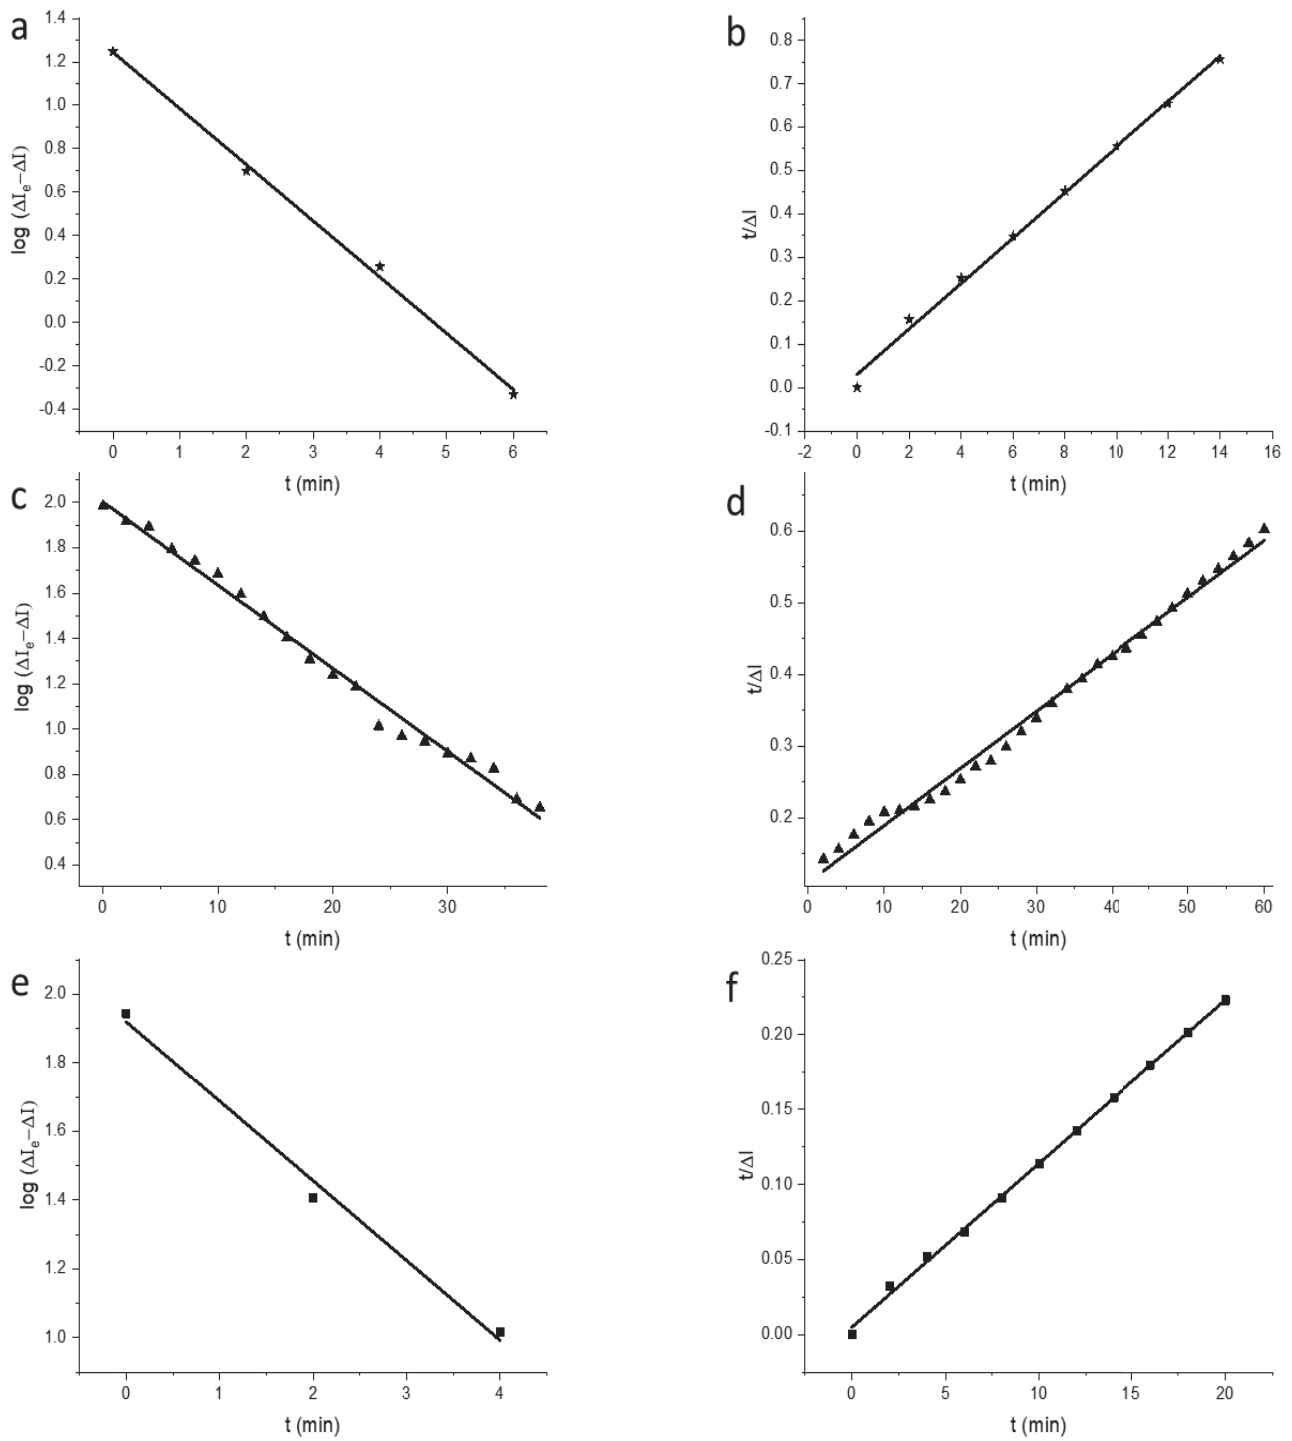 a
1.4
1.2
1.0
0.8
0.6
0.4
0.2
0.0
-0.2
-0.4
log (ΔIe−ΔI)
0 1 2 3 4 5 6
t (min)
b
0.8
0.7
0.6
0.5
0.4
0.3
0.2
0.1
0.0
-0.1
t/ΔI
-2 0 2 4 6 8 10 12 14 16
t (min)
c
2.0
1.8
1.6
1.4
1.2
1.0
0.8
0.6
0.4
log (ΔIe−ΔI)
0 10 20 30
t (min)
d
0.6
0.5
0.4
0.3
0.2
t/ΔI
0 10 20 30 40 50 60
t (min)
e
2.0
1.8
1.6
1.4
1.2
1.0
log (ΔIe−ΔI)
0 1 2 3 4
t (min)
f
0.25
0.20
0.15
0.10
0.05
0.00
t/ΔI
0 5 10 15 20
t (min)